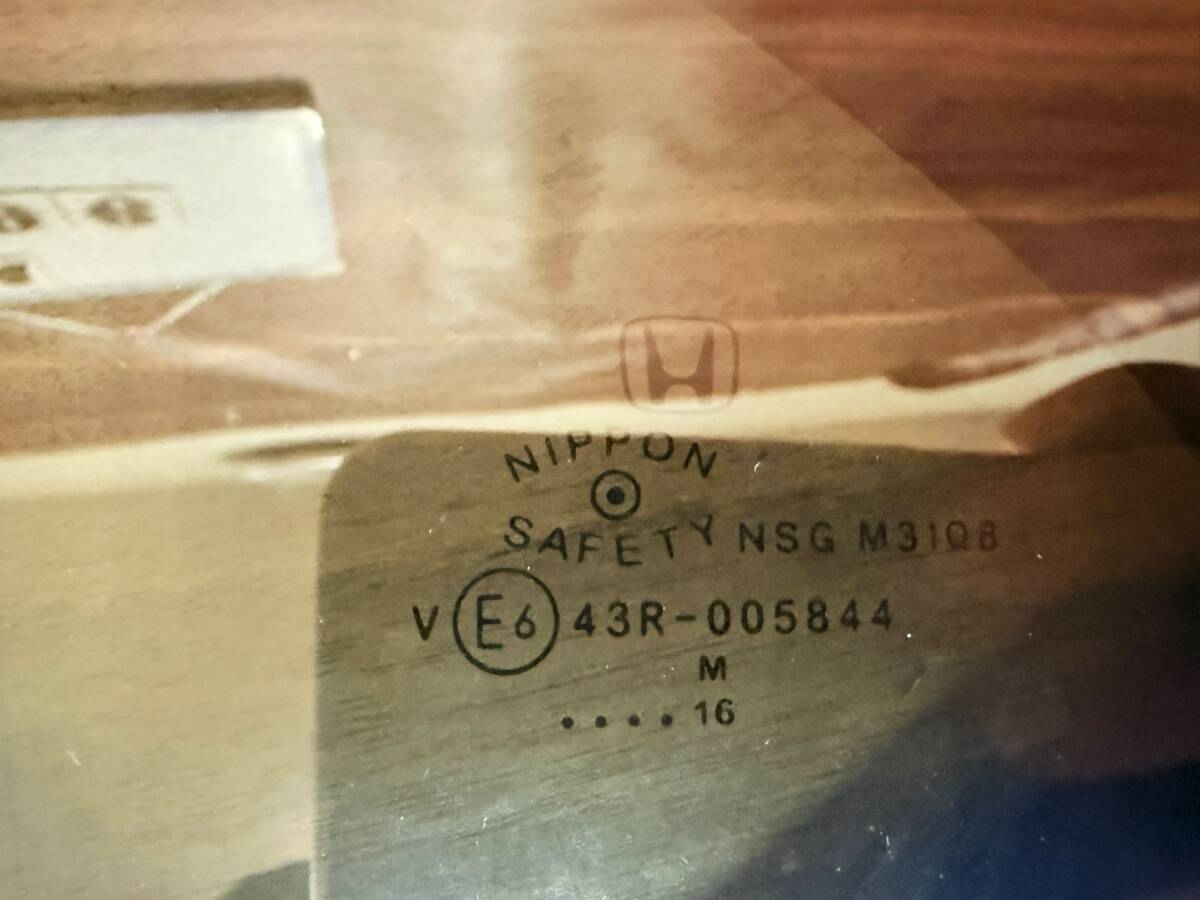 NIPPON
SAFETY NSG M31Q8
V E6 43R-005844
M
....16